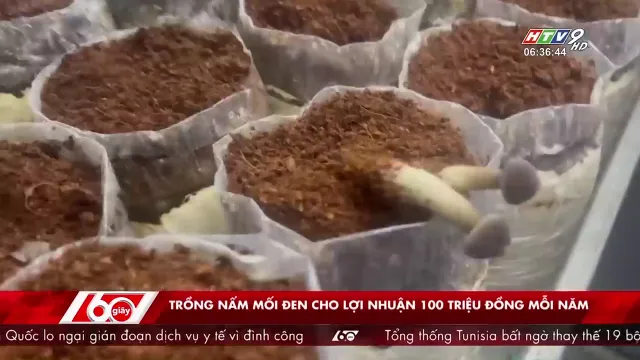 HTV9 HD
06:36:44
60 giây
TRỒNG NẤM MỐI ĐEN CHO LỢI NHUẬN 100 TRIỆU ĐỒNG MỖI NĂM
Quốc lo ngại gián đoạn dịch vụ y tế vì đình công 60 Tổng thống Tunisia bất ngờ thay thế 19 bộ